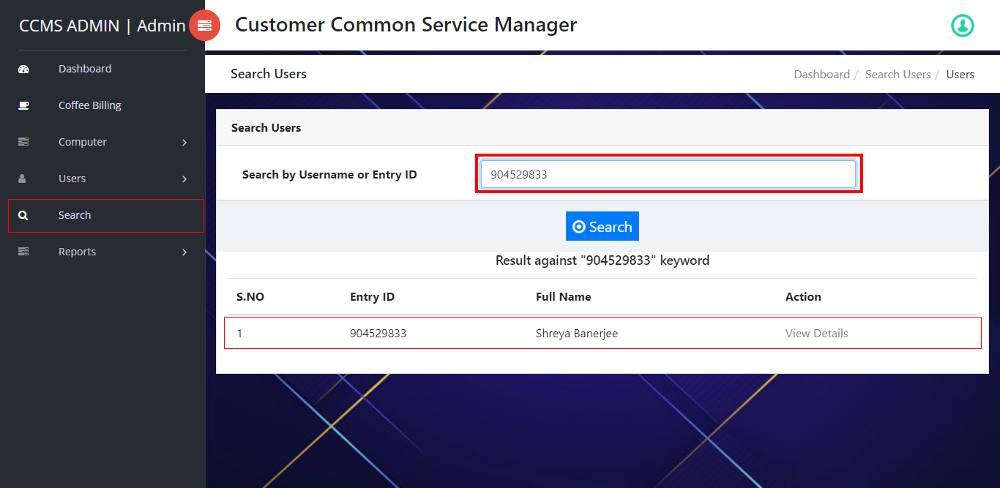 CCMS ADMIN | Admin
Customer Common Service Manager
Dashboard
Coffee Billing
Computer
Users
Search
Reports
Search Users
Dashboard / Search Users / Users
Search Users
Search by Username or Entry ID
904529833
Search
Result against "904529833" keyword
S.NO Entry ID Full Name Action
1 904529833 Shreya Banerjee View Details